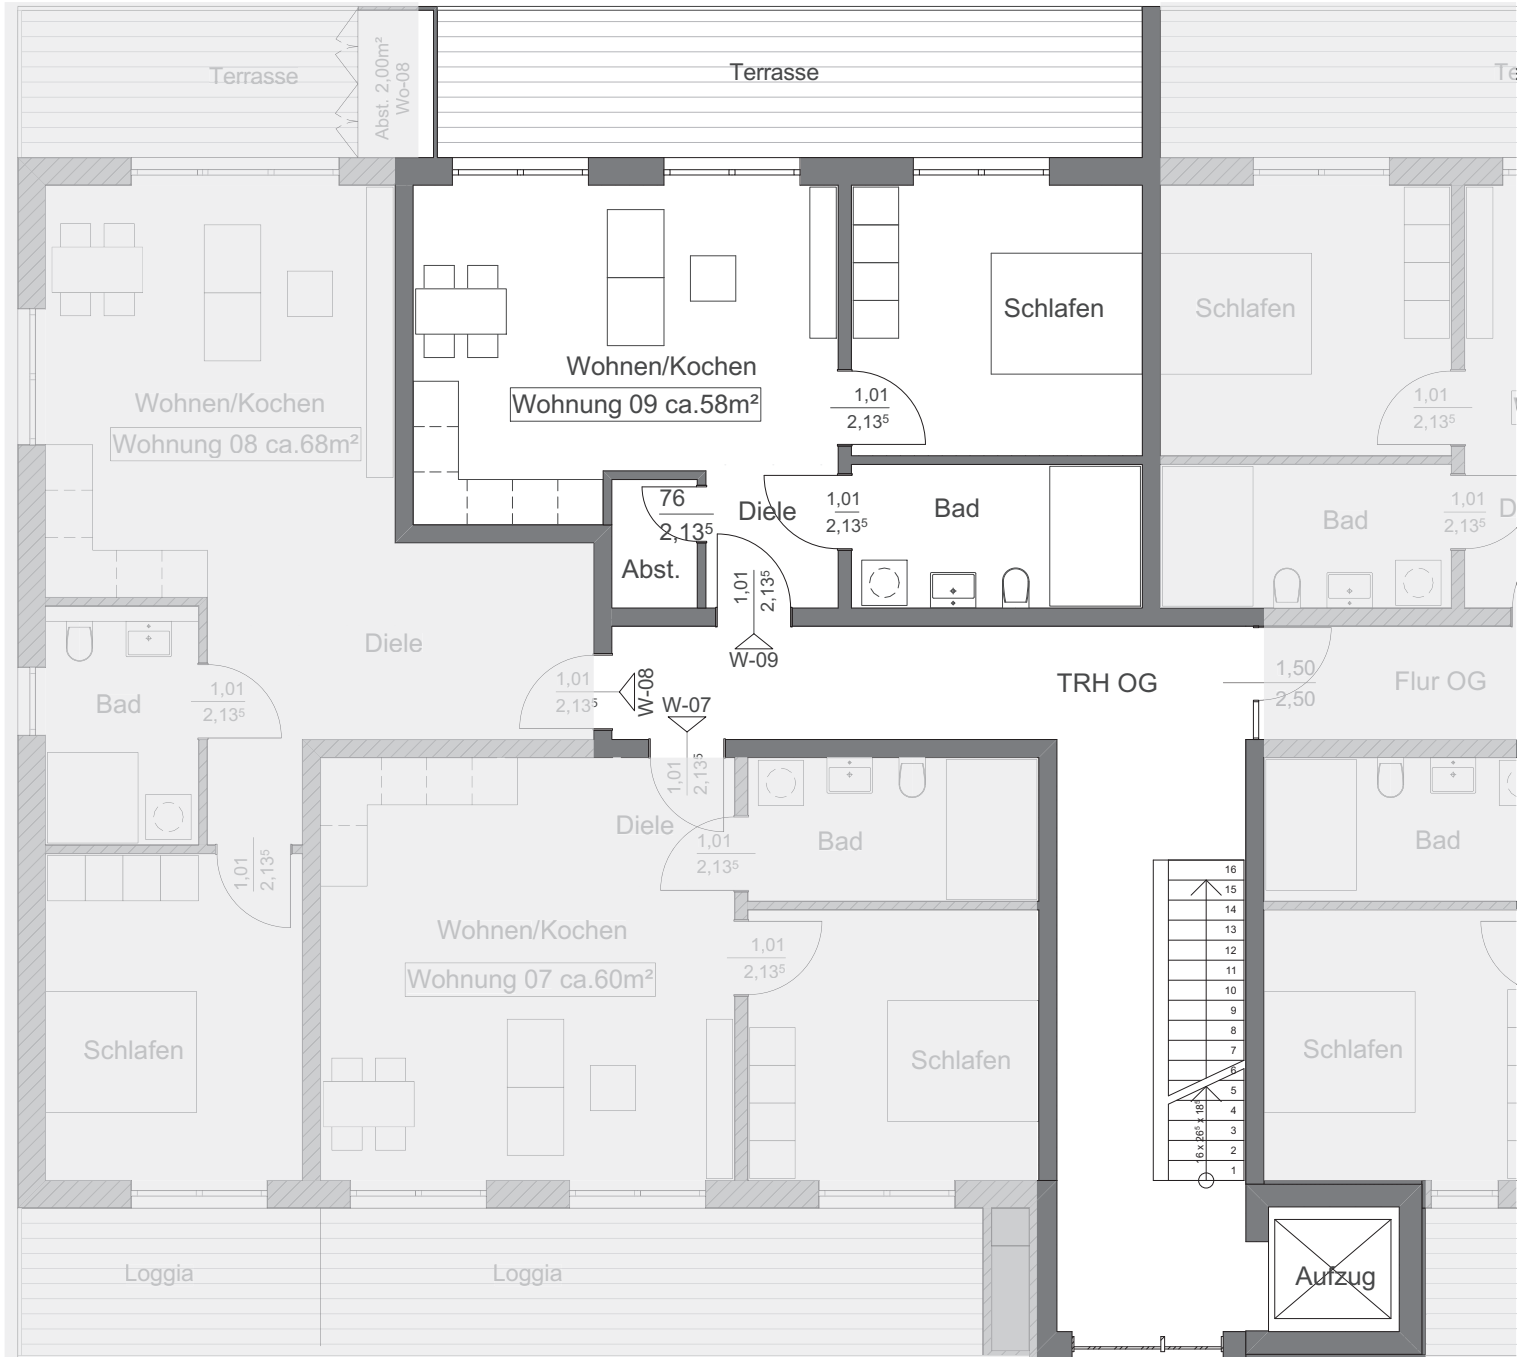 Terrasse
Abst. 2,00m²
Wo-08
Terrasse
Schlafen
Schlafen
Wohnen/Kochen
Wohnung 09 ca.58m²
Wohnen/Kochen
Wohnung 08 ca.68m²
1,01
2,13⁵
1,01
2,13⁵
76
2,13⁵
Diele
1,01
2,13⁵
Bad
Bad
1,01
2,13⁵
Abst.
1,01
2,13⁵
W-09
Diele
1,01
2,13⁵
W-08
W-07
TRH OG
1,50
2,50
Flur OG
Bad
1,01
2,13⁵
1,01
2,13⁵
Diele
1,01
2,13⁵
Bad
Bad
1,01
2,13⁵
Wohnen/Kochen
Wohnung 07 ca.60m²
1,01
2,13⁵
Schlafen
Schlafen
Schlafen
16
15
14
13
12
11
10
9
8
7
6
5
4
3
2
1
16 x 26⁵ x 18⁵
Loggia
Loggia
Aufzug